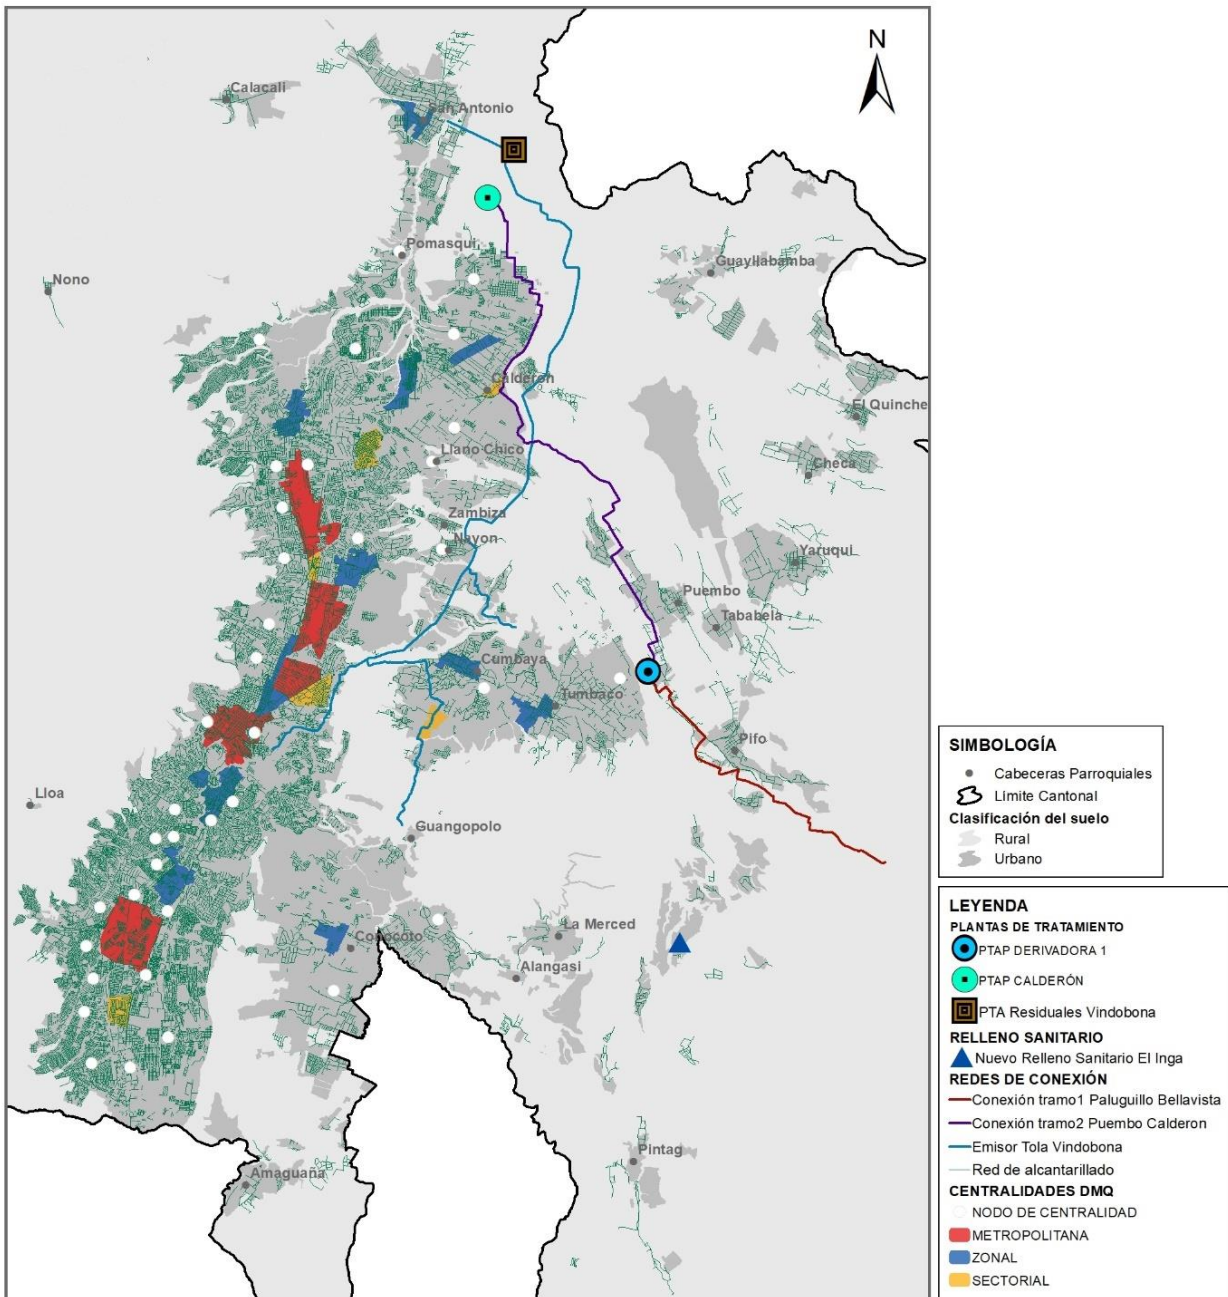 N
Calacali
San Antonio
Pomasqui
Guayllabamba
Nono
Calderón
El Quinche
Llano Chico
Checa
Zambiza
Nayon
Yaruqui
Puembo
Tababela
Cumbaya
Tumbaco
Pifo
Lloa
Guangopolo
La Merced
Conocoto
Alangasi
Pintag
Amaguaña
SIMBOLOGÍA
Cabeceras Parroquiales
Limite Cantonal
Clasificación del suelo
Rural
Urbano
LEYENDA
PLANTAS DE TRATAMIENTO
PTAP DERIVADORA 1
PTAP CALDERÓN
PTA Residuales Vindobona
RELLENO SANITARIO
Nuevo Relleno Sanitario El Inga
REDES DE CONEXIÓN
Conexión tramo1 Paluguillo Bellavista
Conexión tramo2 Puembo Calderon
Emisor Tola Vindobona
Red de alcantarillado
CENTRALIDADES DMQ
NODO DE CENTRALIDAD
METROPOLITANA
ZONAL
SECTORIAL